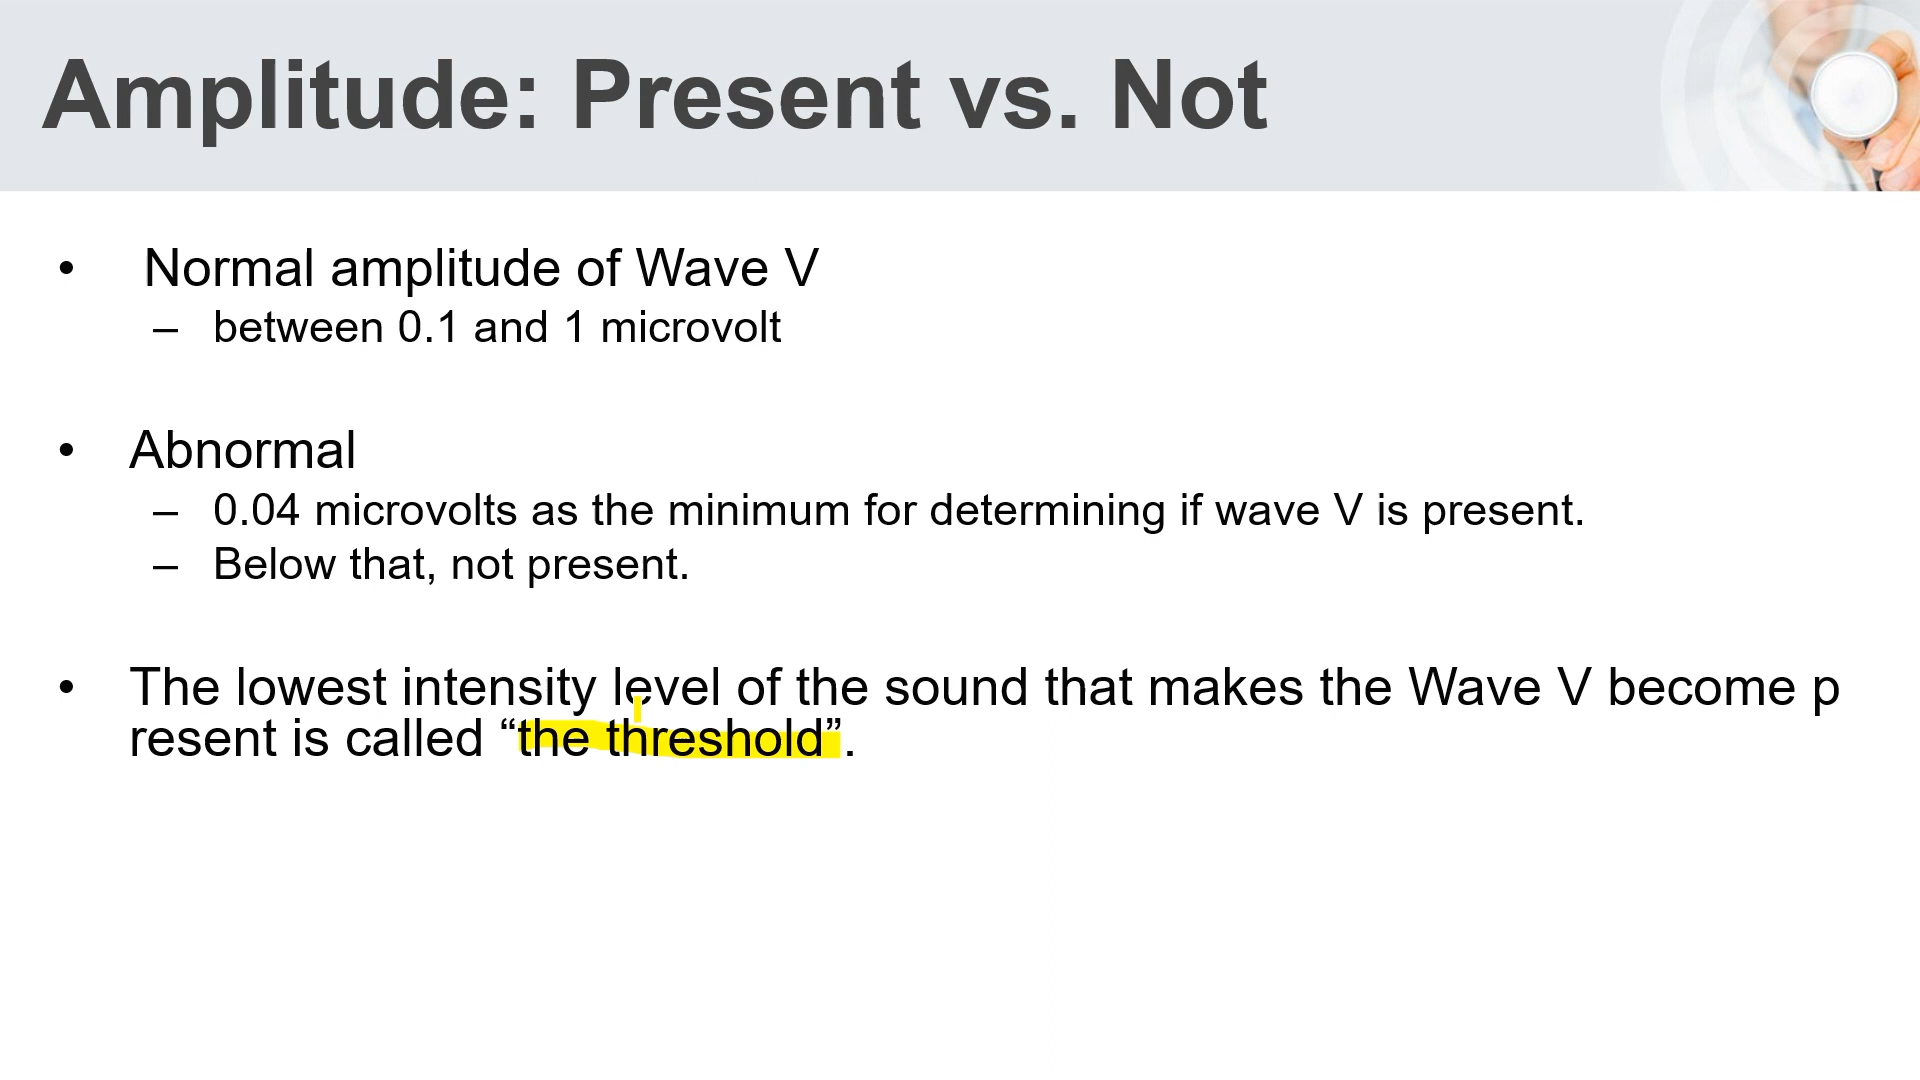 Amplitude: Present vs. Not
• Normal amplitude of Wave V
– between 0.1 and 1 microvolt
• Abnormal
– 0.04 microvolts as the minimum for determining if wave V is present.
– Below that, not present.
• The lowest intensity level of the sound that makes the Wave V become p
resent is called “the threshold”.